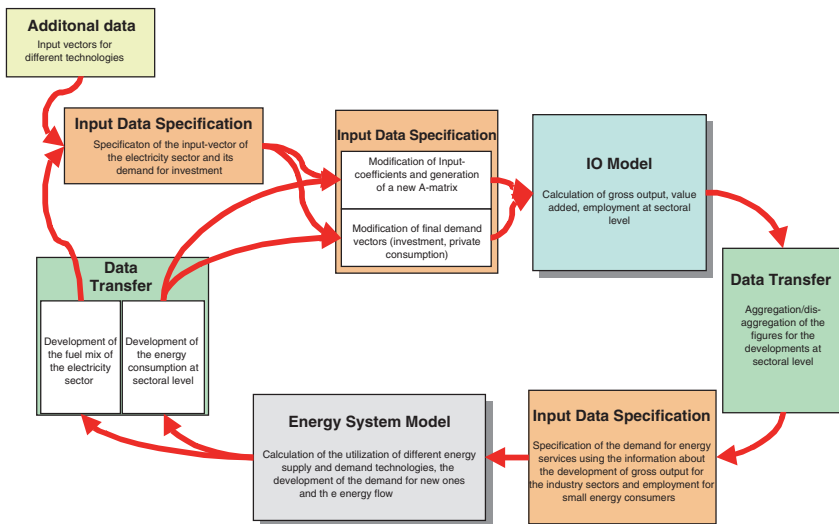 Additonal data
Input vectors for
different technologies
Input Data Specification
Specificaton of the input-vector of
the electricity sector and its
demand for investment
Input Data Specification
Modification of Input-
coefficients and generation
of a new A-matrix
Modification of final demand
vectors (investment, private
consumption)
IO Model
Calculation of gross output, value
added, employment at sectoral
level
Data Transfer
Aggregation/dis-
aggregation of the
figures for the
developments at
sectoral level
Data
Transfer
Development of
the fuel mix of
the electricity
sector
Development of
the energy
consumption at
sectoral level
Energy System Model
Calculation of the utilization of different energy
supply and demand technologies, the
development of the demand for new ones
and th e energy flow
Input Data Specification
Specification of the demand for energy
services using the information about
the development of gross output for
the industry sectors and employment for
small energy consumers